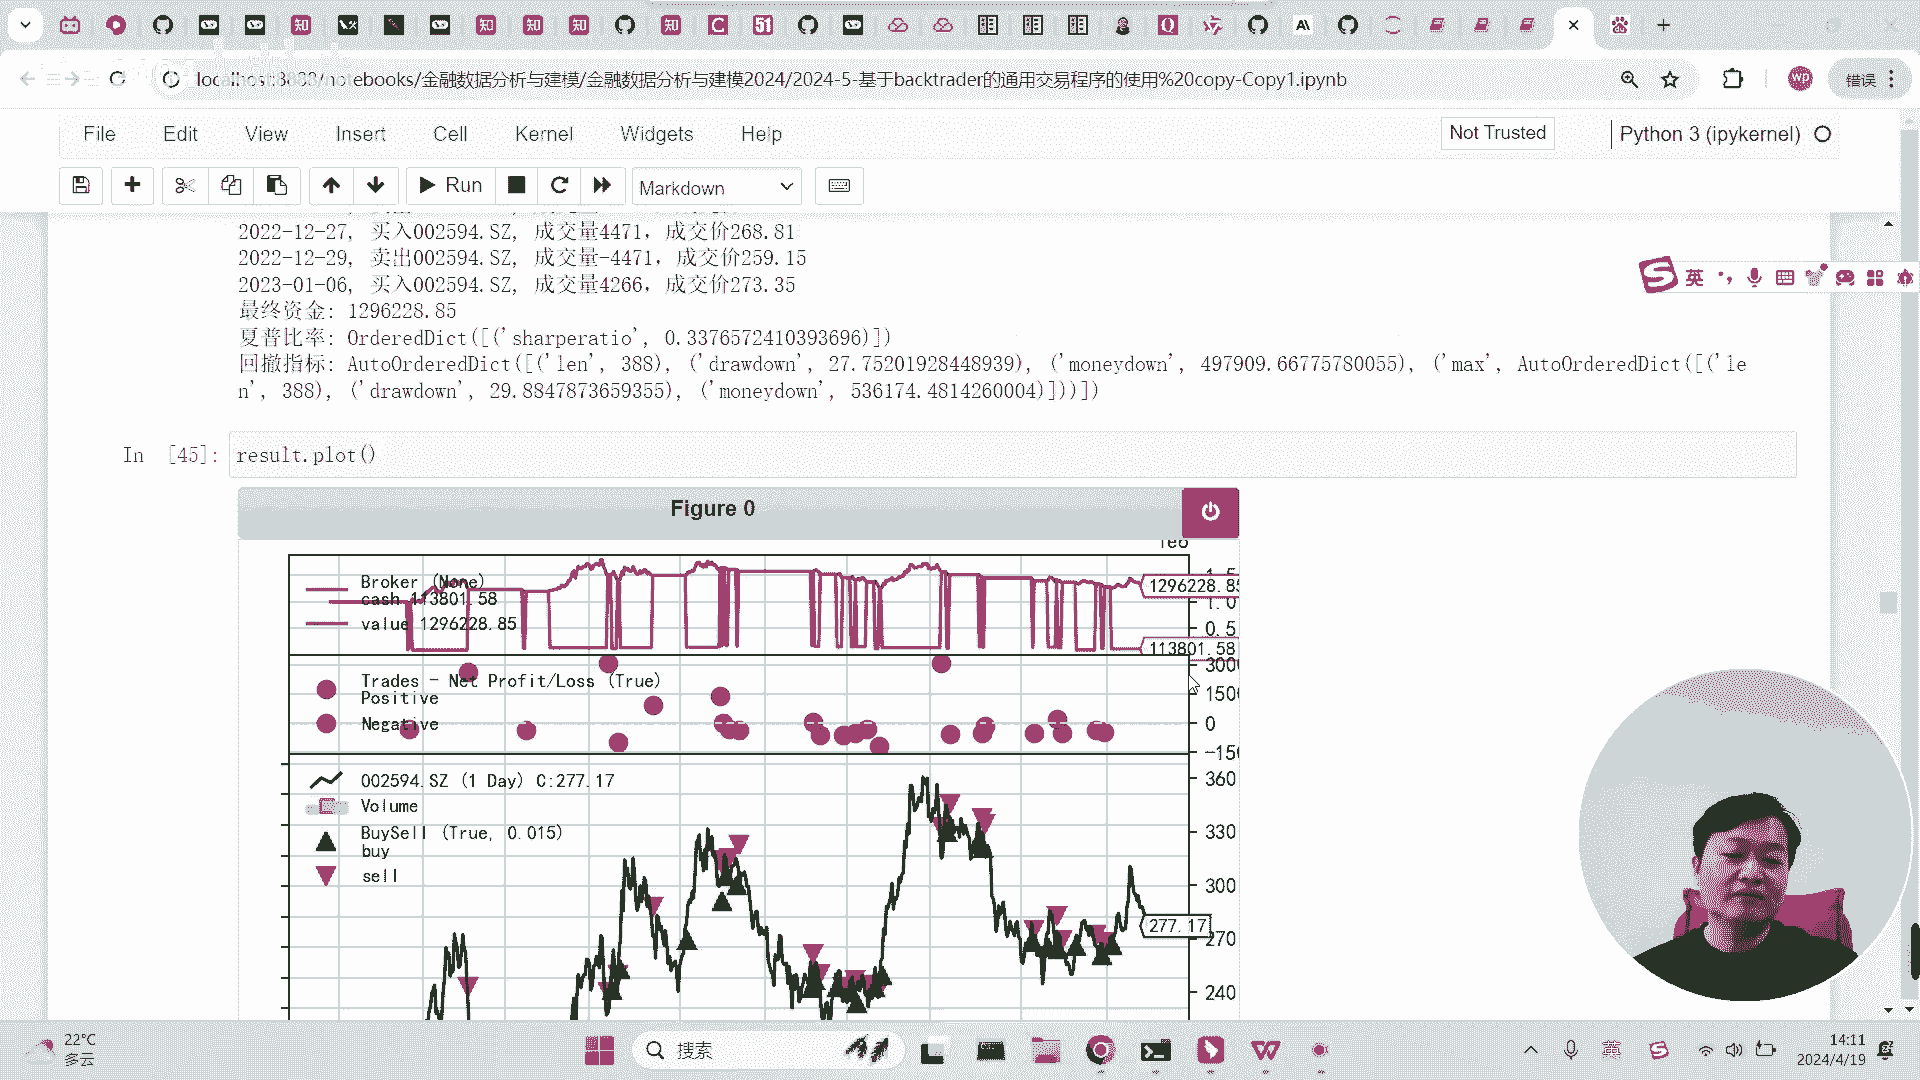 localhost:8888/notebooks/金融数据分析与建模/金融数据分析与建模2024/2024-5-基于backtrader的通用交易程序的使用%20copy-Copy1.ipynb
错误
File Edit View Insert Cell Kernel Widgets Help
Not Trusted
Python 3 (ipykernel)
Run
Markdown
2022-12-27, 买入002594.SZ, 成交量4471, 成交价268.81
2022-12-29, 卖出002594.SZ, 成交量-4471, 成交价259.15
2023-01-06, 买入002594.SZ, 成交量4266, 成交价273.35
最终资金: 1296228.85
夏普比率: OrderedDict([('sharperatio', 0.3376572410393696)])
回撤指标: AutoOrderedDict([('len', 388), ('drawdown', 27.75201928448939), ('moneydown', 497909.66775780055), ('max', AutoOrderedDict([('le
n', 388), ('drawdown', 29.8847873659355), ('moneydown', 536174.4814260004)]))])
英
In [45]: result.plot()
Figure 0
1e6
Broker (None)
cash 113801.58
value 1296228.85
1296228.85
1.0
0.5
113801.58
Trades - Net Profit/Loss (True)
Positive
Negative
0
002594.SZ (1 Day) C:277.17
Volume
BuySell (True, 0.015)
buy
sell
360
330
300
277.17
270
240
22°C
多云
搜索
英
14:11
2024/4/19